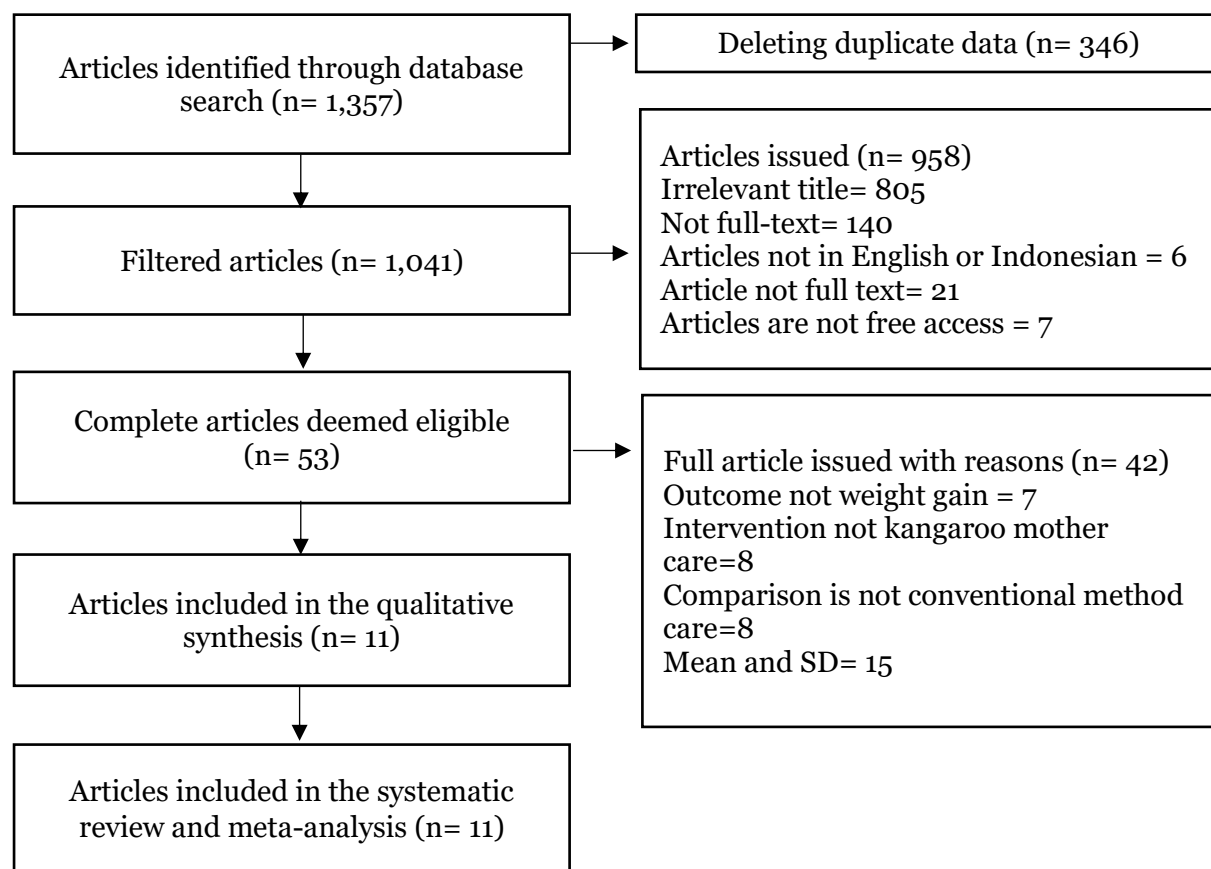 Articles identified through database
search (n= 1,357)
Deleting duplicate data (n= 346)
Filtered articles (n= 1,041)
Articles issued (n= 958)
Irrelevant title= 805
Not full-text= 140
Articles not in English or Indonesian = 6
Article not full text= 21
Articles are not free access = 7
Complete articles deemed eligible
(n= 53)
Full article issued with reasons (n= 42)
Outcome not weight gain = 7
Intervention not kangaroo mother
care=8
Comparison is not conventional method
care=8
Mean and SD= 15
Articles included in the qualitative
synthesis (n= 11)
Articles included in the systematic
review and meta-analysis (n= 11)